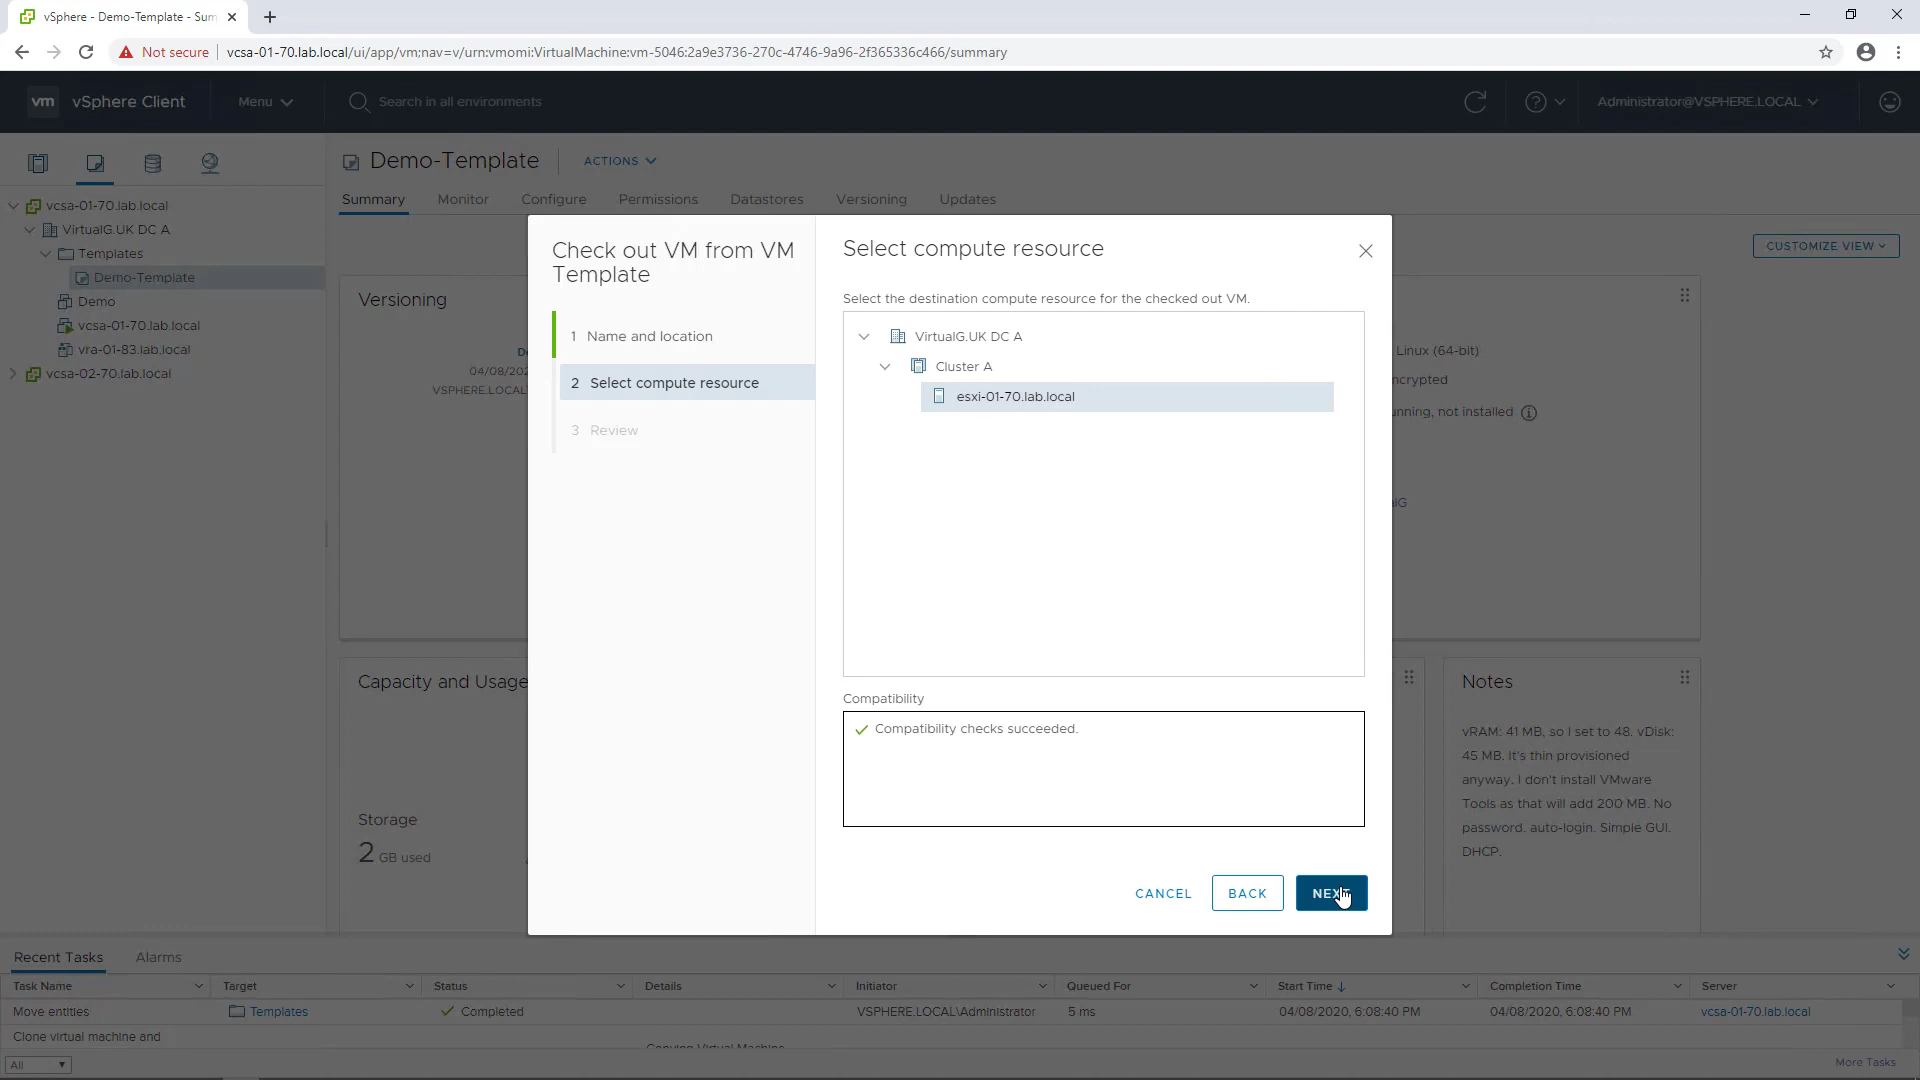 vSphere - Demo-Template - Sum
Not secure
vcsa-01-70.lab.local/ui/app/vm;nav=v/urn:vmomi:VirtualMachine:vm-5046:2a9e3736-270c-4746-9a96-2f365336c466/summary
vm
vSphere Client
Menu
Search in all environments
Administrator@VSPHERE.LOCAL
Demo-Template
ACTIONS
Summary
Monitor
Configure
Permissions
Datastores
Versioning
Updates
vcsa-01-70.lab.local
VirtualG.UK DC A
Templates
Demo-Template
Demo
vcsa-01-70.lab.local
vra-01-83.lab.local
vcsa-02-70.lab.local
CUSTOMIZE VIEW
Versioning
04/08/202
VSPHERE.LOCAL
Linux (64-bit)
ncrypted
unning, not installed
Check out VM from VM
Template
1 Name and location
2 Select compute resource
3 Review
Select compute resource
Select the destination compute resource for the checked out VM.
VirtualG.UK DC A
Cluster A
esxi-01-70.lab.local
Compatibility
Compatibility checks succeeded.
CANCEL
BACK
NEXT
Capacity and Usage
Storage
2 GB used
Notes
vRAM: 41 MB, so I set to 48. vDisk:
45 MB. It's thin provisioned
anyway. I don't install VMware
Tools as that will add 200 MB. No
password. auto-login. Simple GUI.
DHCP.
Recent Tasks
Alarms
Task Name
Target
Status
Details
Initiator
Queued For
Start Time
Completion Time
Server
Move entities
Templates
Completed
VSPHERE.LOCAL\Administrator
5 ms
04/08/2020, 6:08:40 PM
04/08/2020, 6:08:40 PM
vcsa-01-70.lab.local
Clone virtual machine and
Copying Virtual Machine
All
More Tasks